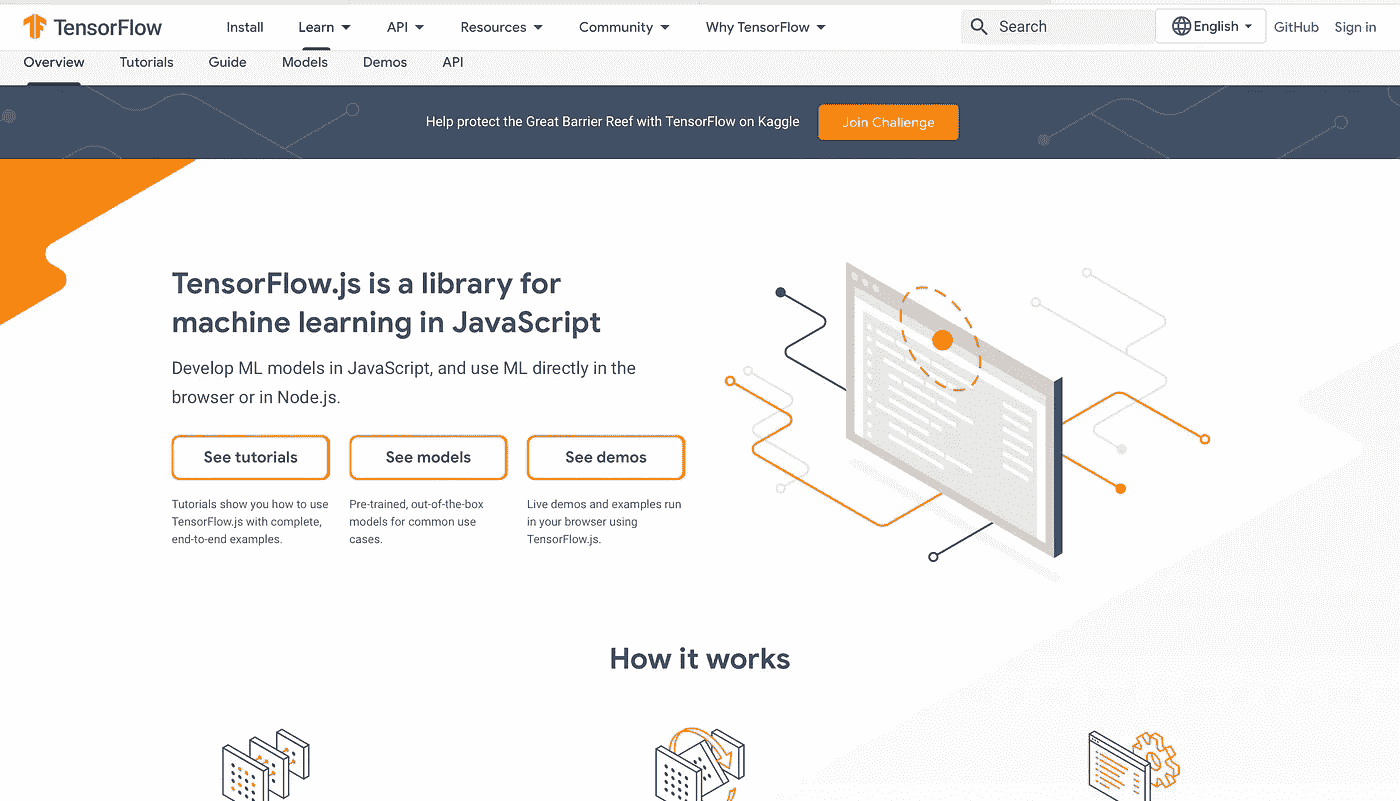 TensorFlow Install Learn API Resources Community Why TensorFlow Search English GitHub Sign in
Overview Tutorials Guide Models Demos API
Help protect the Great Barrier Reef with TensorFlow on Kaggle Join Challenge
TensorFlow.js is a library for
machine learning in JavaScript
Develop ML models in JavaScript, and use ML directly in the
browser or in Node.js.
See tutorials See models See demos
Tutorials show you how to use
TensorFlow.js with complete,
end-to-end examples.
Pre-trained, out-of-the-box
models for common use
cases.
Live demos and examples run
in your browser using
TensorFlow.js.
How it works